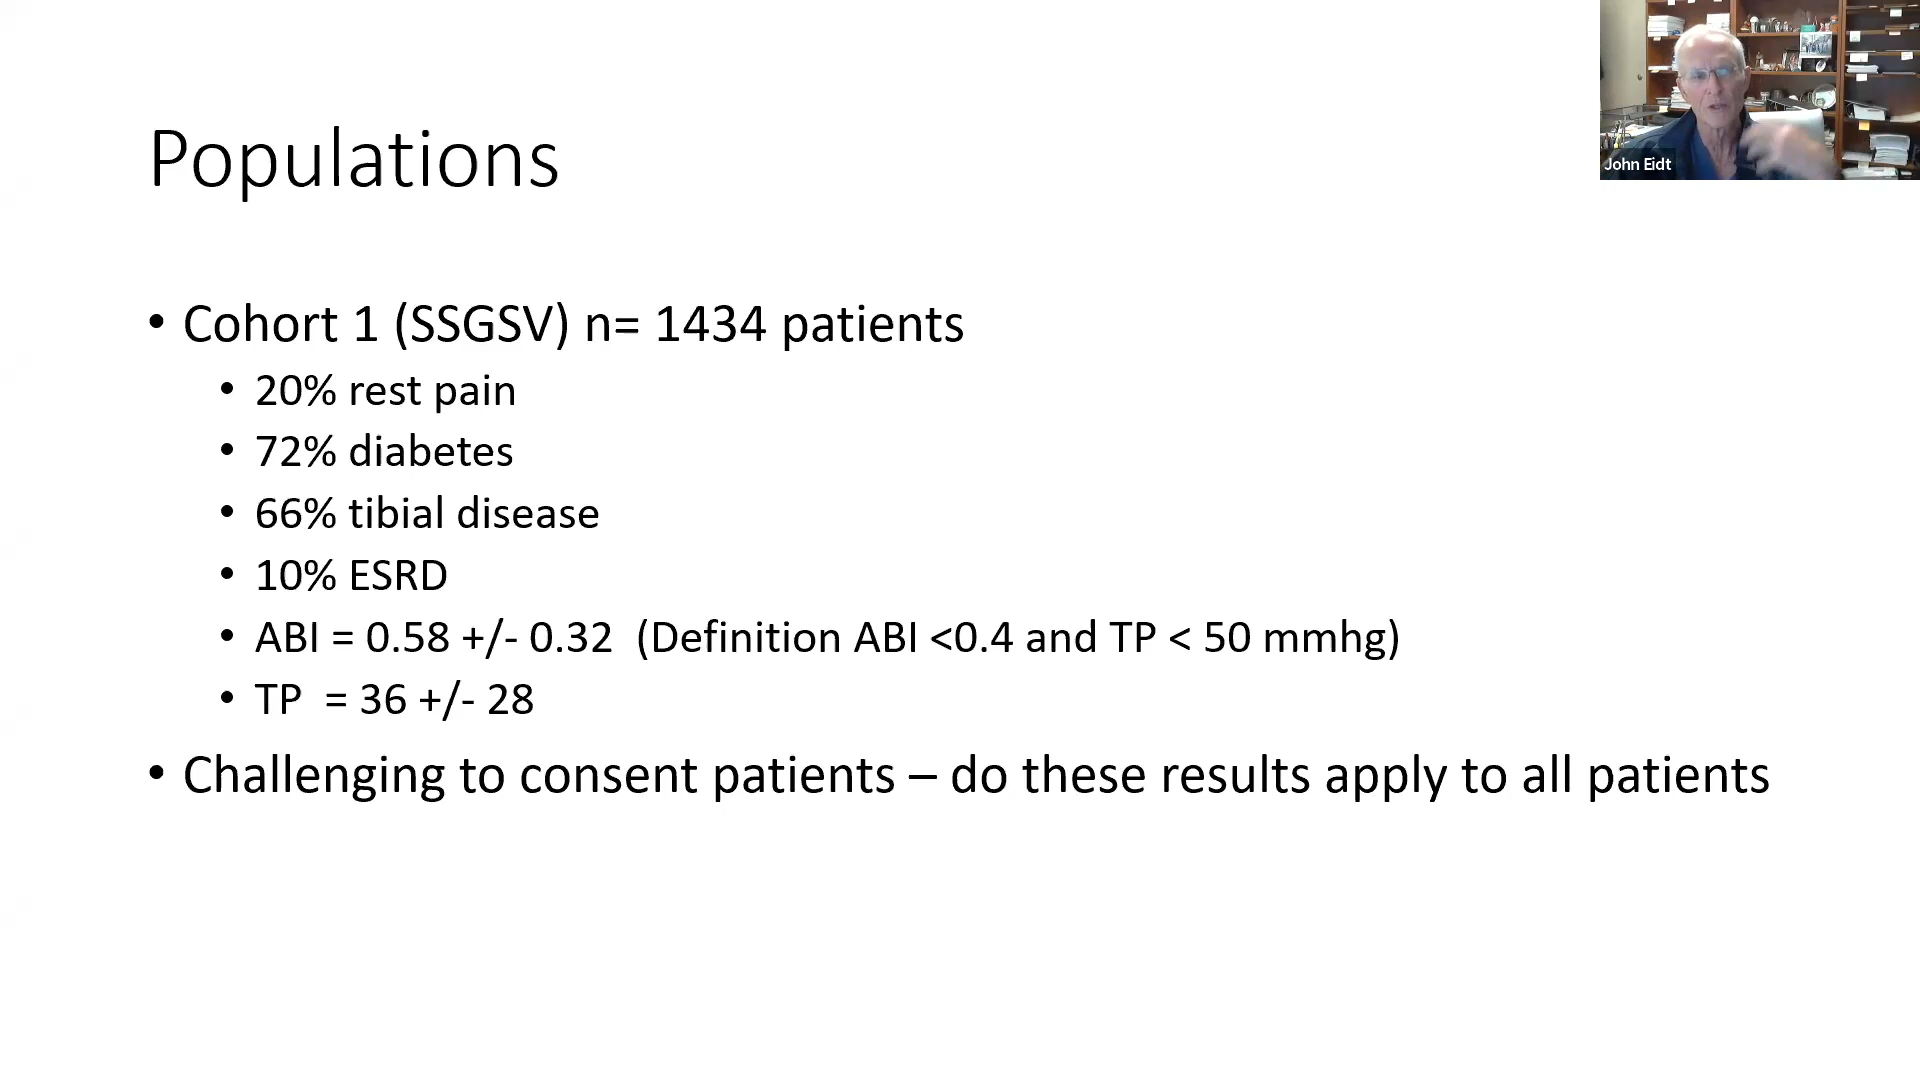 John Eidt
Populations
• Cohort 1 (SSGSV) n= 1434 patients
• 20% rest pain
• 72% diabetes
• 66% tibial disease
• 10% ESRD
• ABI = 0.58 +/- 0.32 (Definition ABI <0.4 and TP < 50 mmhg)
• TP = 36 +/- 28
• Challenging to consent patients – do these results apply to all patients